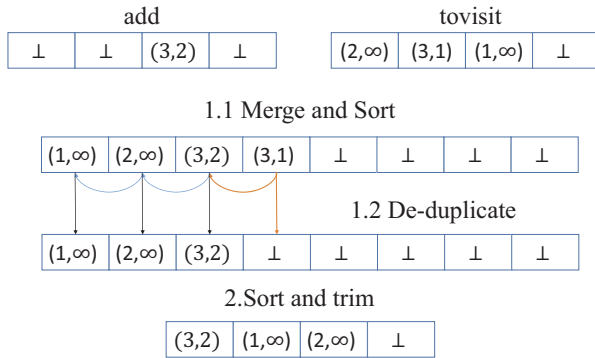 add tovisit
⊥ ⊥ (3,2) ⊥ (2,∞) (3,1) (1,∞) ⊥
1.1 Merge and Sort
(1,∞) (2,∞) (3,2) (3,1) ⊥ ⊥ ⊥ ⊥
1.2 De-duplicate
(1,∞) (2,∞) (3,2) ⊥ ⊥ ⊥ ⊥ ⊥
2.Sort and trim
(3,2) (1,∞) (2,∞) ⊥